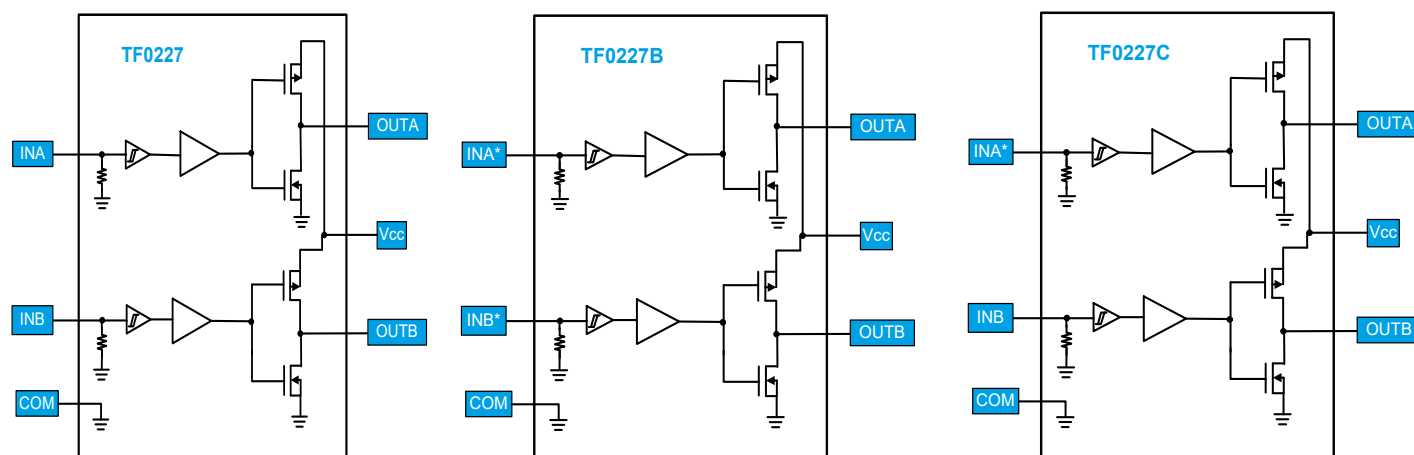 TF0227
INA
OUTA
Vcc
INB
OUTB
COM
TF0227B
INA*
OUTA
Vcc
INB*
OUTB
COM
TF0227C
INA*
OUTA
Vcc
INB
OUTB
COM